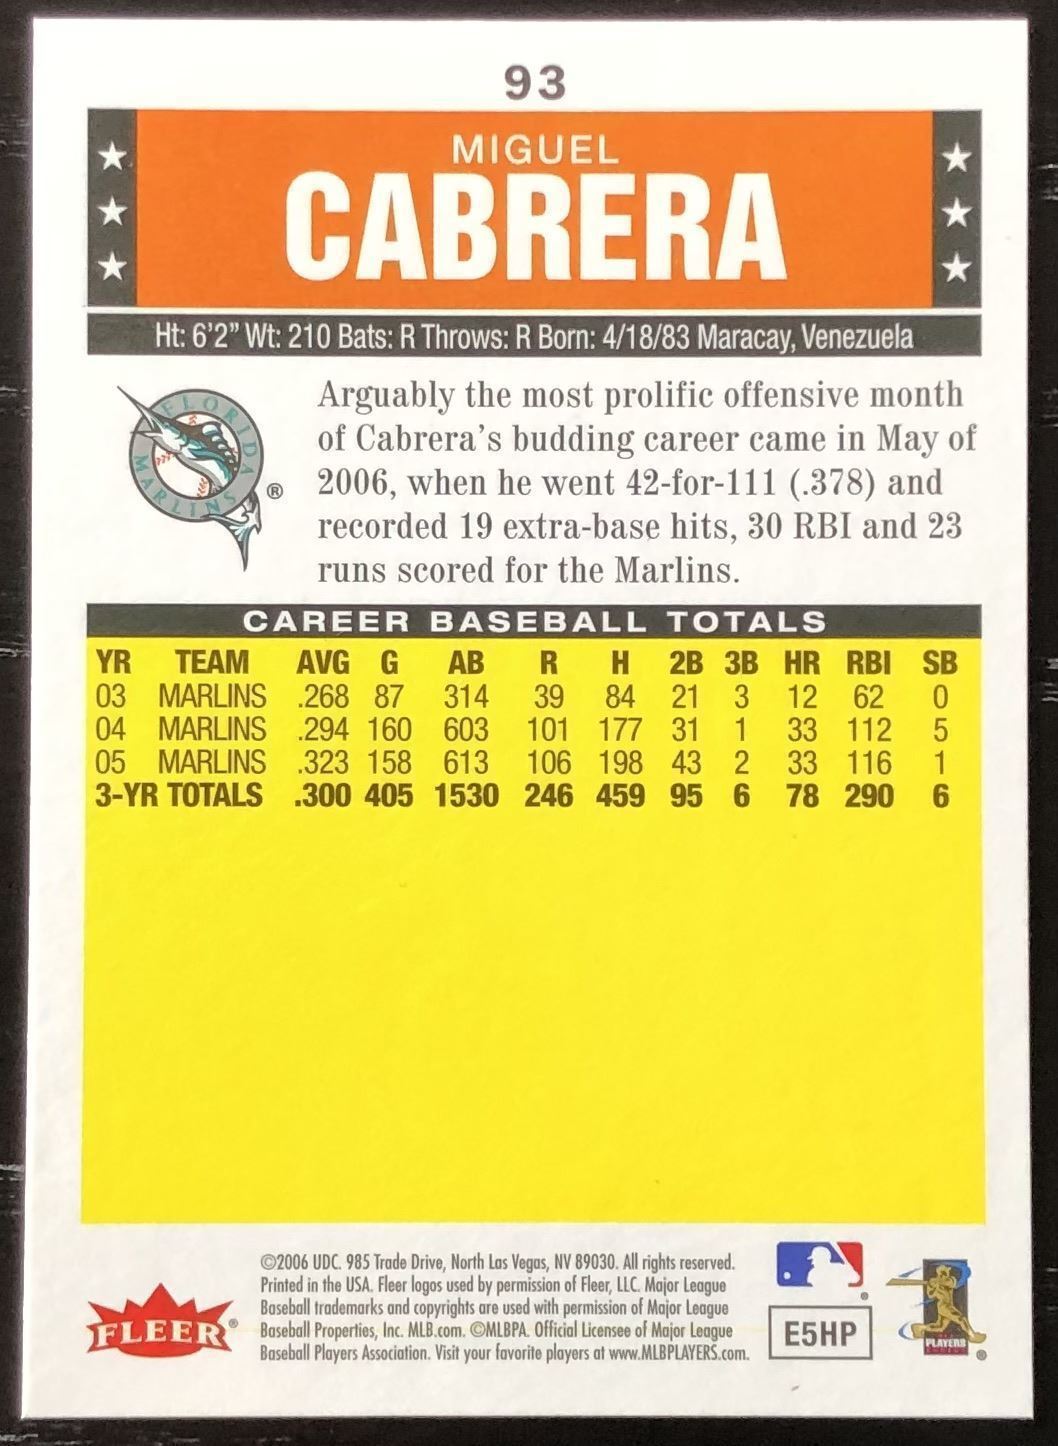 93
MIGUEL
CABRERA
Ht: 6'2" Wt: 210 Bats: R Throws: R Born: 4/18/83 Maracay, Venezuela
FLORIDA
MARLINS
®
Arguably the most prolific offensive month
of Cabrera's budding career came in May of
2006, when he went 42-for-111 (.378) and
recorded 19 extra-base hits, 30 RBI and 23
runs scored for the Marlins.
CAREER BASEBALL TOTALS
YR TEAM AVG G AB R H 2B 3B HR RBI SB
03 MARLINS .268 87 314 39 84 21 3 12 62 0
04 MARLINS .294 160 603 101 177 31 1 33 112 5
05 MARLINS .323 158 613 106 198 43 2 33 116 1
3-YR TOTALS .300 405 1530 246 459 95 6 78 290 6
©2006 UDC. 985 Trade Drive, North Las Vegas, NV 89030. All rights reserved.
Printed in the USA. Fleer logos used by permission of Fleer, LLC. Major League
Baseball trademarks and copyrights are used with permission of Major League
Baseball Properties, Inc. MLB.com. ©MLBPA. Official Licensee of Major League
Baseball Players Association. Visit your favorite players at www.MLBPLAYERS.com.
FLEER®
E5HP
PLAYERS
®